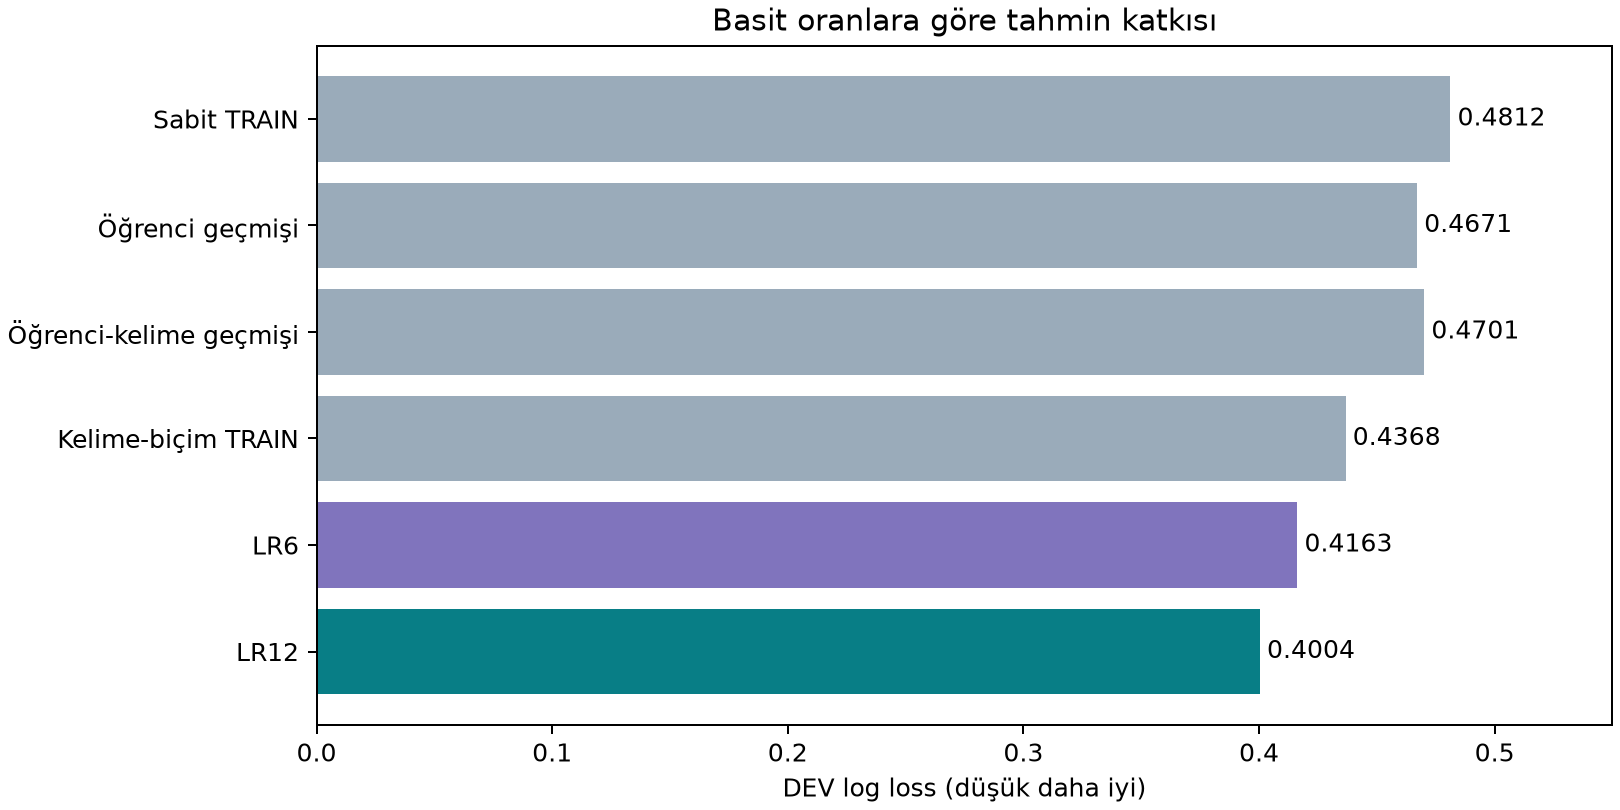 Basit oranlara göre tahmin katkısı
Sabit TRAIN 0.4812
Öğrenci geçmişi 0.4671
Öğrenci-kelime geçmişi 0.4701
Kelime-biçim TRAIN 0.4368
LR6 0.4163
LR12 0.4004
0.0 0.1 0.2 0.3 0.4 0.5
DEV log loss (düşük daha iyi)